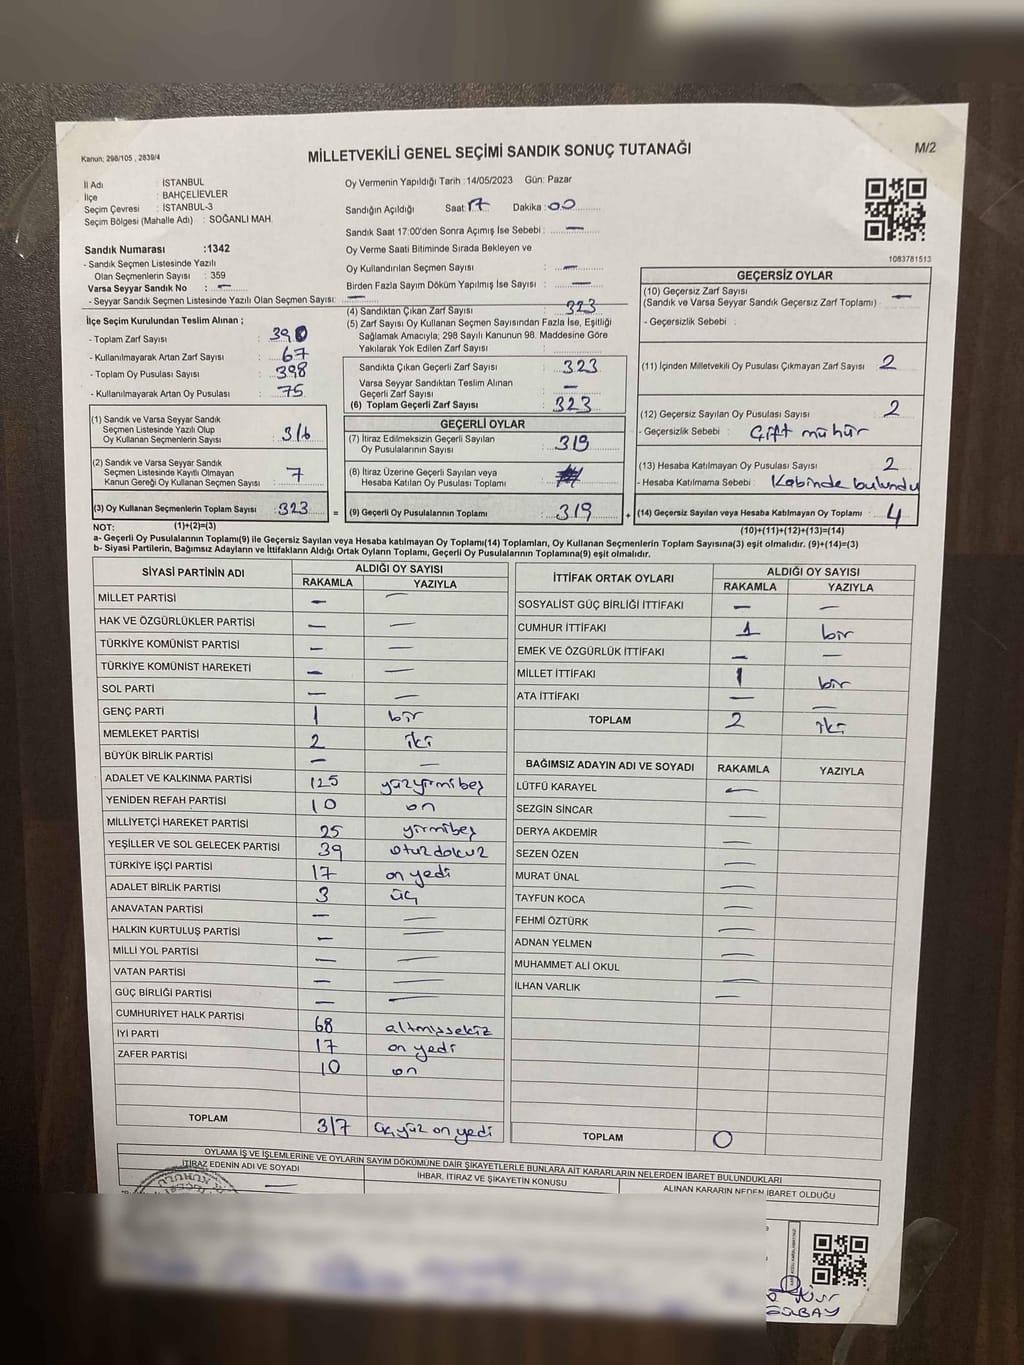 Kanun; 298/105 , 2839/4
MİLLETVEKİLİ GENEL SEÇİMİ SANDIK SONUÇ TUTANAĞI
M/2
İl Adı : İSTANBUL
İlçe : BAHÇELİEVLER
Seçim Çevresi : İSTANBUL-3
Seçim Bölgesi (Mahalle Adı) : SOĞANLI MAH.
Oy Vermenin Yapıldığı Tarih :14/05/2023 Gün: Pazar
Sandığın Açıldığı Saat: 17 Dakika : 00
Sandık Saat 17:00'den Sonra Açımış İse Sebebi : —
Oy Verme Saati Bitiminde Sırada Bekleyen ve
Oy Kullandırılan Seçmen Sayısı : —
Birden Fazla Sayım Döküm Yapılmış İse Sayısı : —
1083781513
Sandık Numarası :1342
- Sandık Seçmen Listesinde Yazılı
Olan Seçmenlerin Sayısı : 359
Varsa Seyyar Sandık No : —
- Seyyar Sandık Seçmen Listesinde Yazılı Olan Seçmen Sayısı: —
İlçe Seçim Kurulundan Teslim Alınan ;
- Toplam Zarf Sayısı : 390
- Kullanılmayarak Artan Zarf Sayısı : 67
- Toplam Oy Pusulası Sayısı : 398
- Kullanılmayarak Artan Oy Pusulası : 75
(1) Sandık ve Varsa Seyyar Sandık
Seçmen Listesinde Yazılı Olup
Oy Kullanan Seçmenlerin Sayısı : 316
(2) Sandık ve Varsa Seyyar Sandık
Seçmen Listesinde Kayıtlı Olmayan
Kanun Gereği Oy Kullanan Seçmen Sayısı : 7
(3) Oy Kullanan Seçmenlerin Toplam Sayısı : 323
(4) Sandıktan Çıkan Zarf Sayısı : 323
(5) Zarf Sayısı Oy Kullanan Seçmen Sayısından Fazla İse, Eşitliği
Sağlamak Amacıyla; 298 Sayılı Kanunun 98. Maddesine Göre
Yakılarak Yok Edilen Zarf Sayısı :
Sandıkta Çıkan Geçerli Zarf Sayısı : 323
Varsa Seyyar Sandıktan Teslim Alınan
Geçerli Zarf Sayısı : —
(6) Toplam Geçerli Zarf Sayısı : 323
GEÇERLİ OYLAR
(7) İtiraz Edilmeksizin Geçerli Sayılan
Oy Pusulalarının Sayısı : 319
(8) İtiraz Üzerine Geçerli Sayılan veya
Hesaba Katılan Oy Pusulası Toplamı :
= (9) Geçerli Oy Pusulalarının Toplamı : 319
GEÇERSİZ OYLAR
(10) Geçersiz Zarf Sayısı
(Sandık ve Varsa Seyyar Sandık Geçersiz Zarf Toplamı) : —
- Geçersizlik Sebebi :
(11) İçinden Milletvekili Oy Pusulası Çıkmayan Zarf Sayısı : 2
(12) Geçersiz Sayılan Oy Pusulası Sayısı : 2
- Geçersizlik Sebebi : Çift mühür
(13) Hesaba Katılmayan Oy Pusulası Sayısı : 2
- Hesaba Katılmama Sebebi : Kabinde bulundu
+ (14) Geçersiz Sayılan veya Hesaba Katılmayan Oy Toplamı : 4
NOT: (1)+(2)=(3)
(10)+(11)+(12)+(13)=(14)
a- Geçerli Oy Pusulalarının Toplamı(9) ile Geçersiz Sayılan veya Hesaba katılmayan Oy Toplamı(14) Toplamları, Oy Kullanan Seçmenlerin Toplam Sayısına(3) eşit olmalıdır. (9)+(14)=(3)
b- Siyasi Partilerin, Bağımsız Adayların ve İttifakların Aldığı Ortak Oyların Toplamı, Geçerli Oy Pusulalarının Toplamına(9) eşit olmalıdır.
SİYASİ PARTİNİN ADI ALDIĞI OY SAYISI
RAKAMLA YAZIYLA
MİLLET PARTİSİ — —
HAK VE ÖZGÜRLÜKLER PARTİSİ — —
TÜRKİYE KOMÜNİST PARTİSİ — —
TÜRKİYE KOMÜNİST HAREKETİ — —
SOL PARTİ — —
GENÇ PARTİ 1 bir
MEMLEKET PARTİSİ 2 iki
BÜYÜK BİRLİK PARTİSİ — —
ADALET VE KALKINMA PARTİSİ 125 yüzyirmibeş
YENİDEN REFAH PARTİSİ 10 on
MİLLİYETÇİ HAREKET PARTİSİ 25 yirmibeş
YEŞİLLER VE SOL GELECEK PARTİSİ 39 otuzdokuz
TÜRKİYE İŞÇİ PARTİSİ 17 on yedi
ADALET BİRLİK PARTİSİ 3 üç
ANAVATAN PARTİSİ — —
HALKIN KURTULUŞ PARTİSİ — —
MİLLİ YOL PARTİSİ — —
VATAN PARTİSİ — —
GÜÇ BİRLİĞİ PARTİSİ — —
CUMHURİYET HALK PARTİSİ 68 altmışsekiz
İYİ PARTİ 17 on yedi
ZAFER PARTİSİ 10 on
TOPLAM 317 üçyüz on yedi
İTTİFAK ORTAK OYLARI ALDIĞI OY SAYISI
RAKAMLA YAZIYLA
SOSYALİST GÜÇ BİRLİĞİ İTTİFAKI — —
CUMHUR İTTİFAKI 1 bir
EMEK VE ÖZGÜRLÜK İTTİFAKI — —
MİLLET İTTİFAKI 1 bir
ATA İTTİFAKI — —
TOPLAM 2 iki
BAĞIMSIZ ADAYIN ADI VE SOYADI RAKAMLA YAZIYLA
LÜTFÜ KARAYEL —
SEZGİN SİNCAR —
DERYA AKDEMİR —
SEZEN ÖZEN —
MURAT ÜNAL —
TAYFUN KOCA —
FEHMİ ÖZTÜRK —
ADNAN YELMEN —
MUHAMMET ALİ OKUL —
İLHAN VARLIK —
TOPLAM 0
OYLAMA İŞ VE İŞLEMLERİNE VE OYLARIN SAYIM DÖKÜMÜNE DAİR ŞİKAYETLERLE BUNLARA AİT KARARLARIN NELERDEN İBARET BULUNDUKLARI
İTİRAZ EDENİN ADI VE SOYADI İHBAR, İTİRAZ VE ŞİKAYETİN KONUSU ALINAN KARARIN NEDEN İBARET OLDUĞU
—